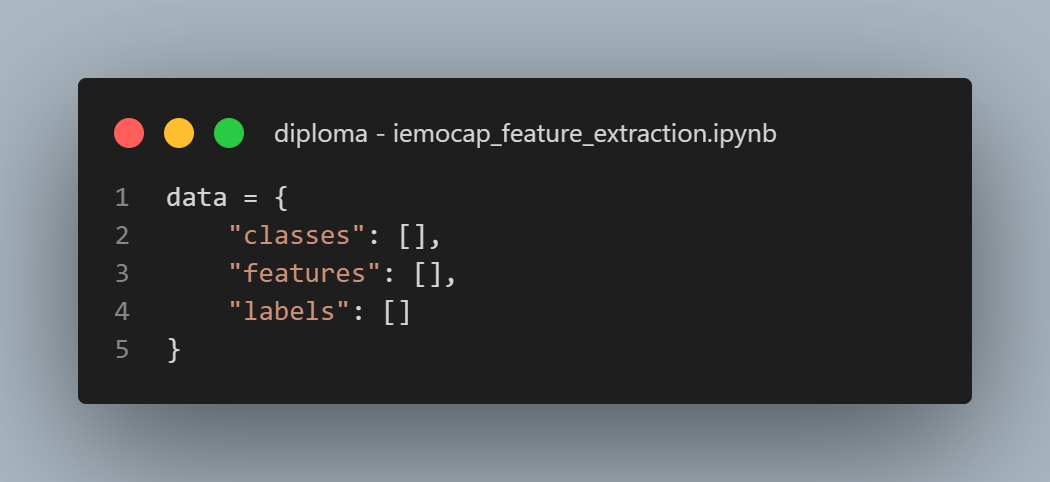 diploma - iemocap_feature_extraction.ipynb
1 data = {
2     "classes": [],
3     "features": [],
4     "labels": []
5 }